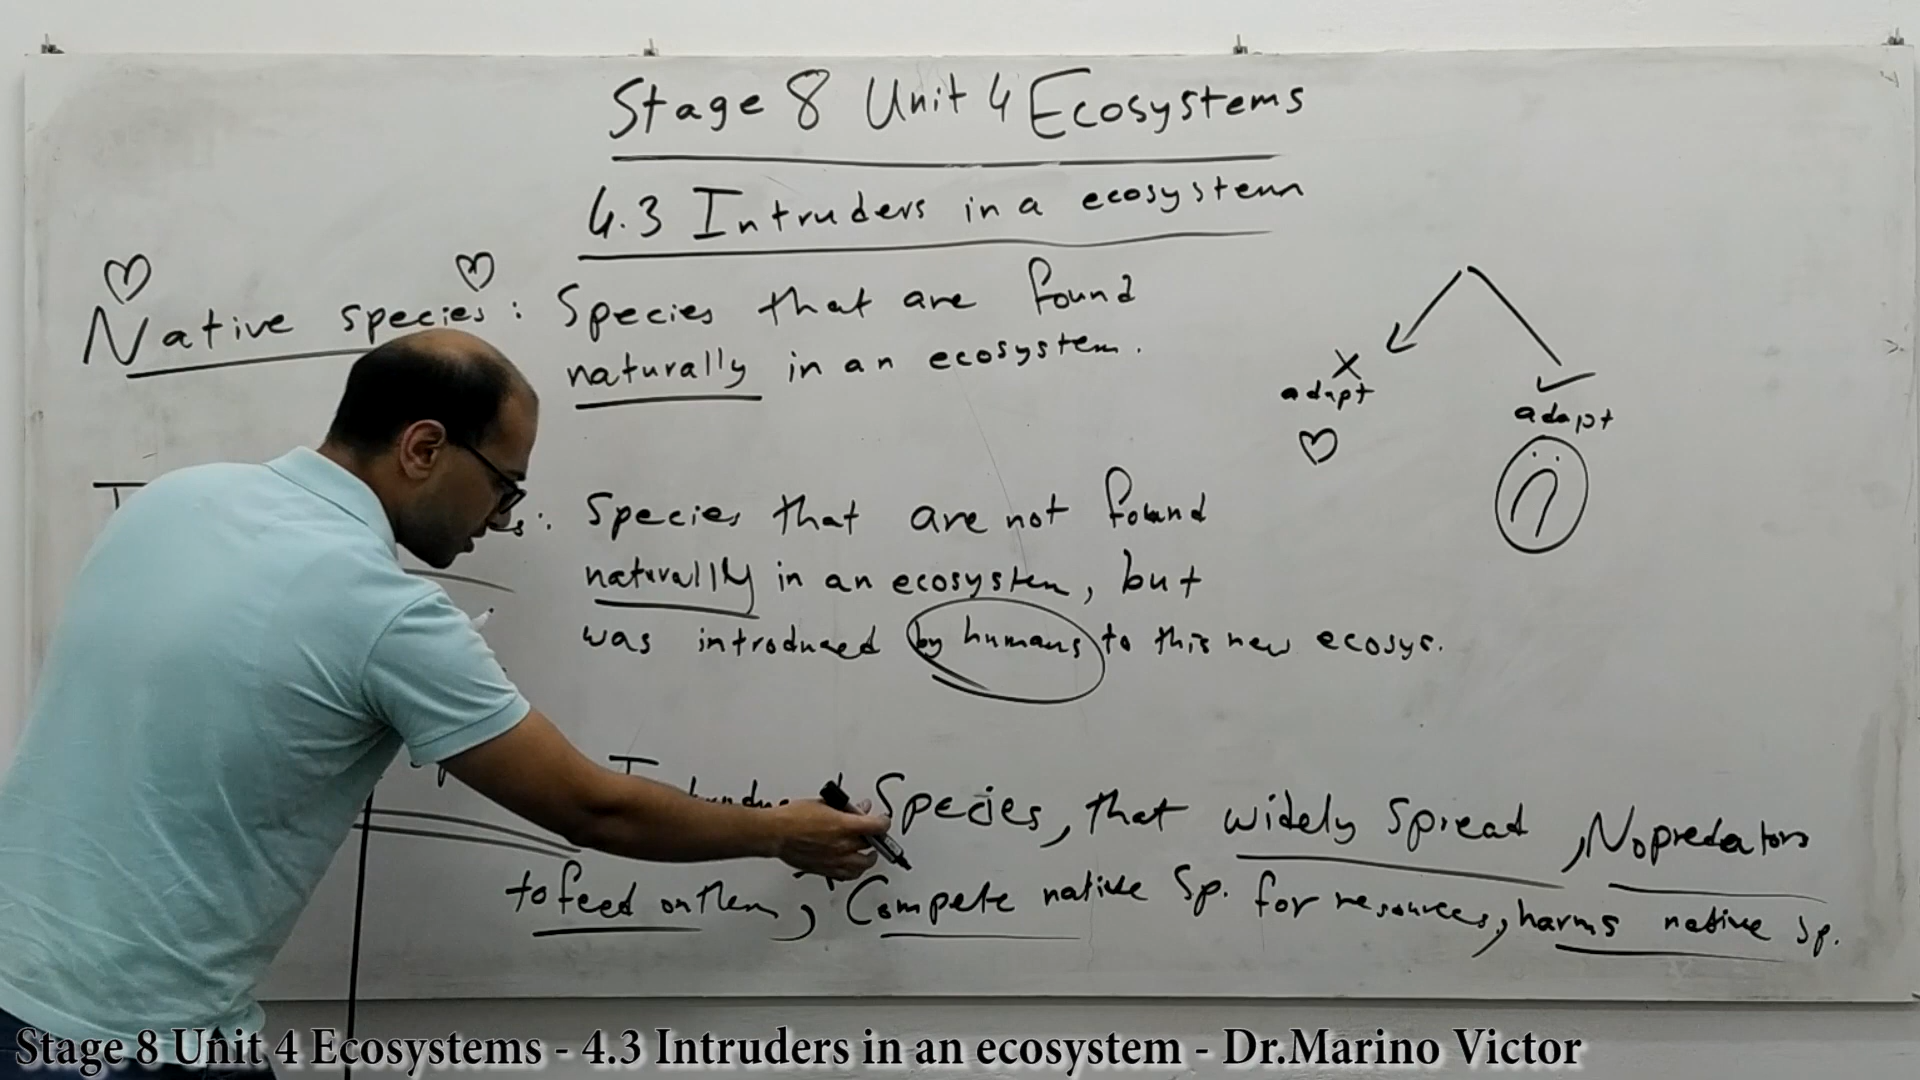 Stage 8 Unit 4 Ecosystems
4.3 Intruders in a ecosystem
Native species : Species that are found
naturally in an ecosystem.
X
adapt
adapt
Species that are not found
naturally in an ecosystem, but
was introduced by humans to this new ecosys.
Species, that widely spread, No predators
to feed on them, Compete native Sp. for resources, harms native sp.
Stage 8 Unit 4 Ecosystems - 4.3 Intruders in an ecosystem - Dr.Marino Victor